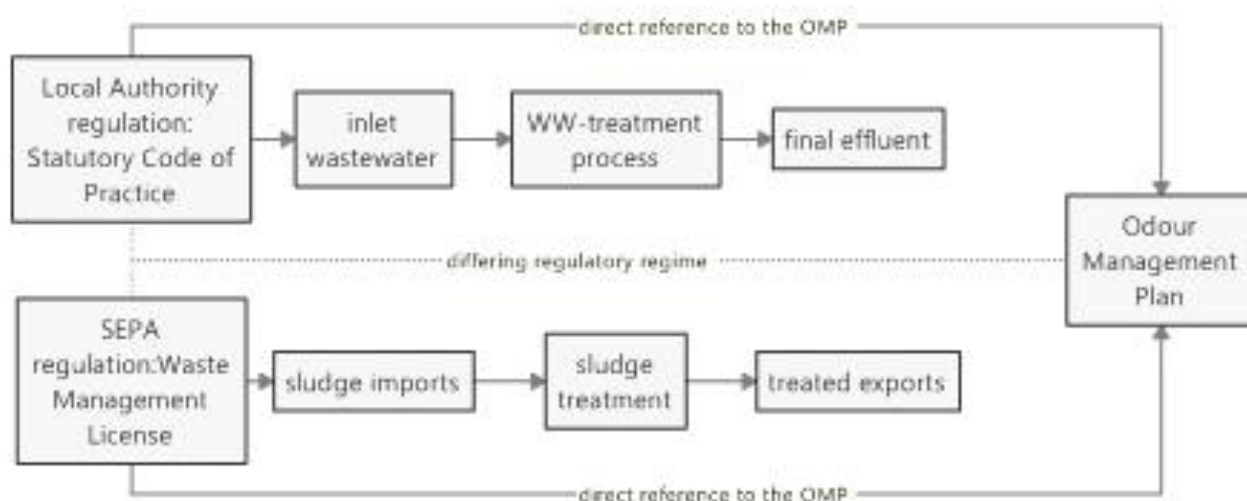 direct reference to the OMP
Local Authority
regulation:
Statutory Code of
Practice
inlet
wastewater
WW-treatment
process
final effluent
Odour
Management
Plan
differing regulatory regime
SEPA
regulation:Waste
Management
License
sludge imports
sludge
treatment
treated exports
direct reference to the OMP